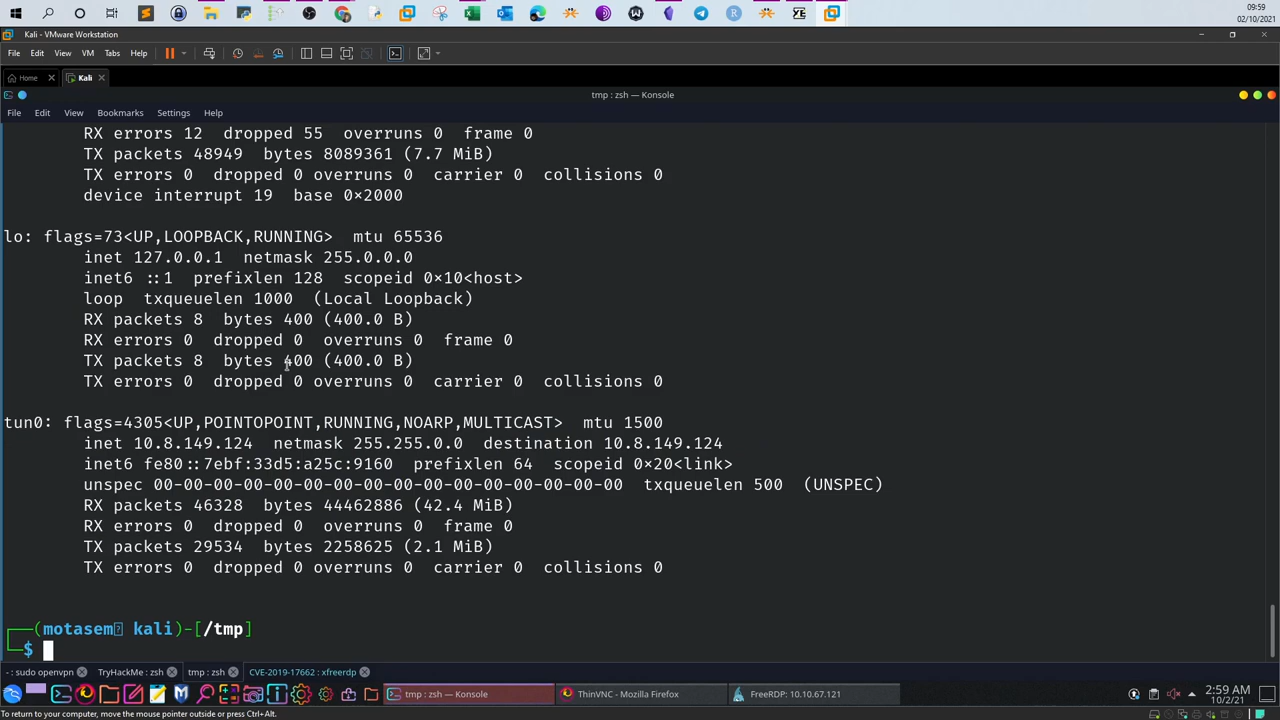 09:59
02/10/2021
Kali - VMware Workstation
File Edit View VM Tabs Help
Home Kali
tmp : zsh — Konsole
File Edit View Bookmarks Settings Help
RX errors 12 dropped 55 overruns 0 frame 0
TX packets 48949 bytes 8089361 (7.7 MiB)
TX errors 0 dropped 0 overruns 0 carrier 0 collisions 0
device interrupt 19 base 0×2000
lo: flags=73<UP,LOOPBACK,RUNNING> mtu 65536
inet 127.0.0.1 netmask 255.0.0.0
inet6 ::1 prefixlen 128 scopeid 0×10<host>
loop txqueuelen 1000 (Local Loopback)
RX packets 8 bytes 400 (400.0 B)
RX errors 0 dropped 0 overruns 0 frame 0
TX packets 8 bytes 400 (400.0 B)
TX errors 0 dropped 0 overruns 0 carrier 0 collisions 0
tun0: flags=4305<UP,POINTOPOINT,RUNNING,NOARP,MULTICAST> mtu 1500
inet 10.8.149.124 netmask 255.255.0.0 destination 10.8.149.124
inet6 fe80::7ebf:33d5:a25c:9160 prefixlen 64 scopeid 0×20<link>
unspec 00-00-00-00-00-00-00-00-00-00-00-00-00-00-00-00 txqueuelen 500 (UNSPEC)
RX packets 46328 bytes 44462886 (42.4 MiB)
RX errors 0 dropped 0 overruns 0 frame 0
TX packets 29534 bytes 2258625 (2.1 MiB)
TX errors 0 dropped 0 overruns 0 carrier 0 collisions 0
(motasem kali)-[/tmp]
$
- : sudo openvpn TryHackMe : zsh tmp : zsh CVE-2019-17662 : xfreerdp
tmp : zsh — Konsole ThinVNC - Mozilla Firefox FreeRDP: 10.10.67.121 2:59 AM
10/2/21
To return to your computer, move the mouse pointer outside or press Ctrl+Alt.